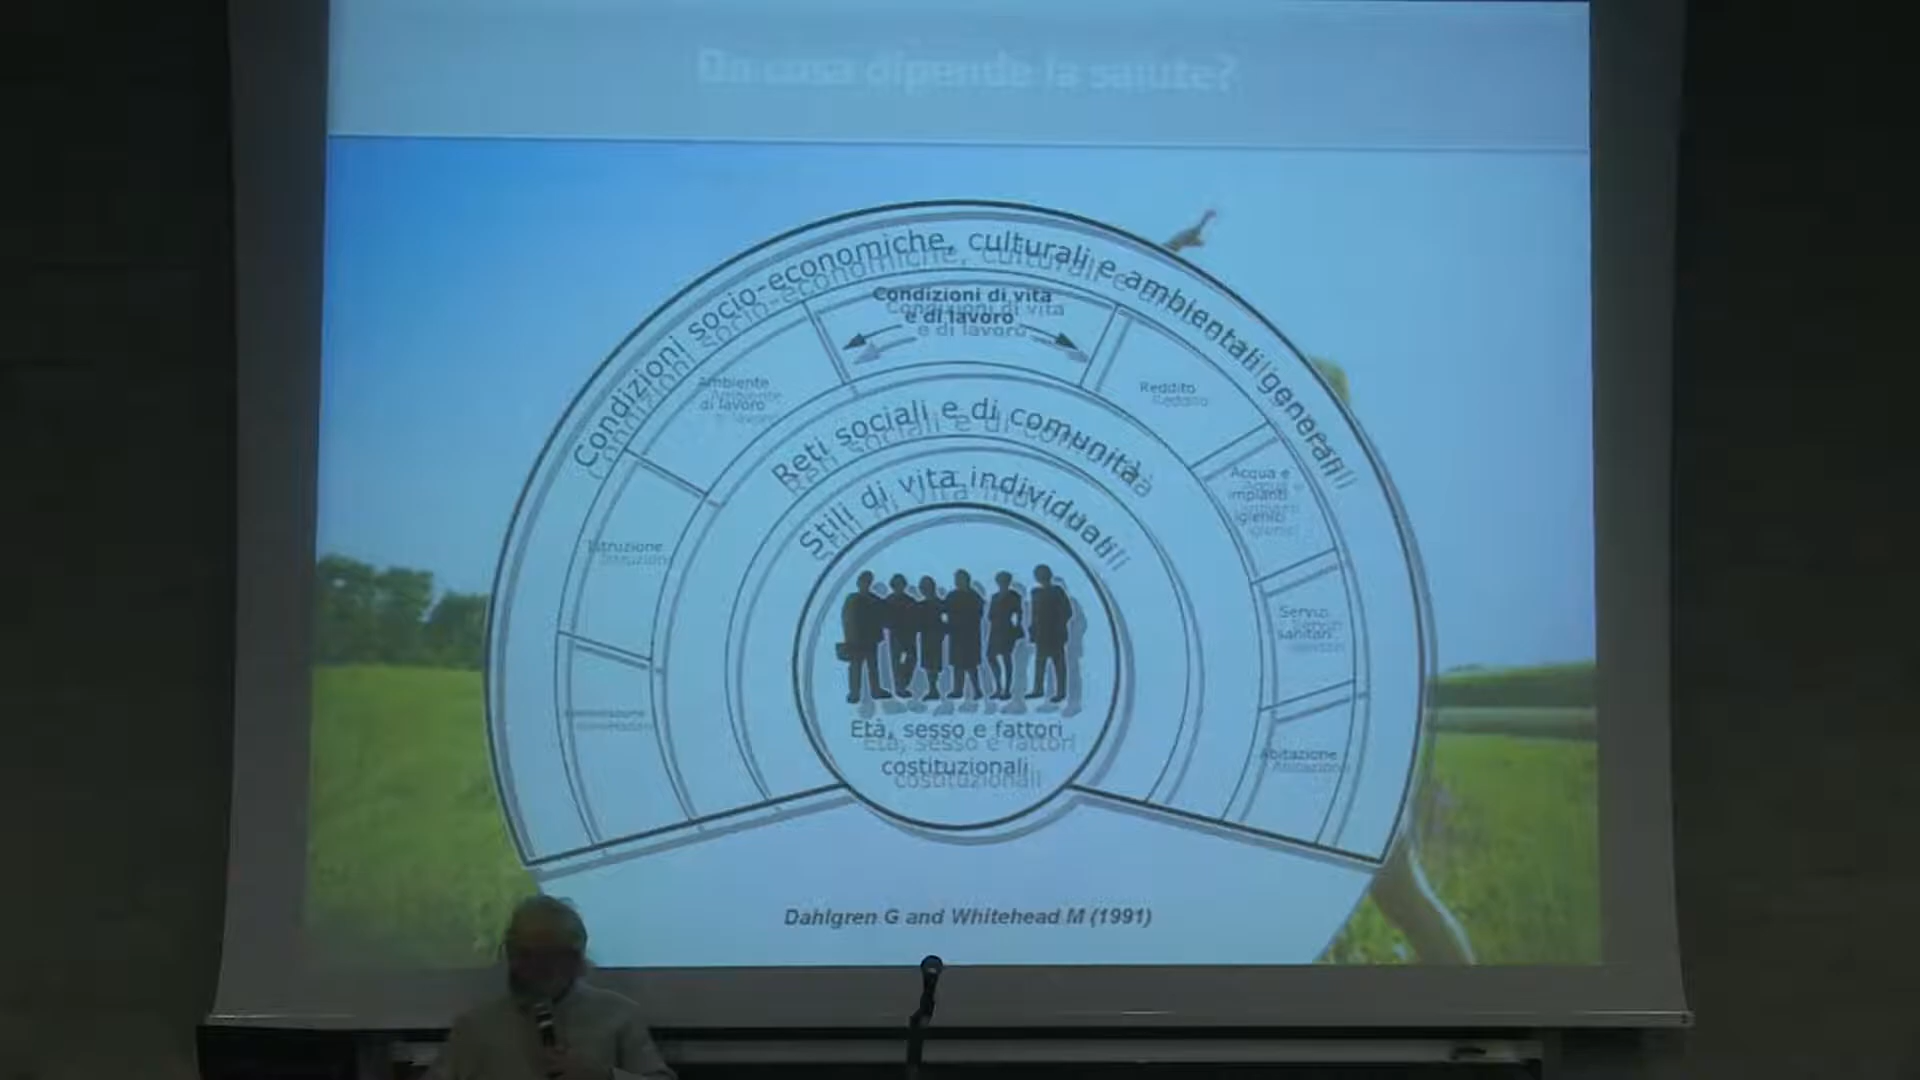 Da cosa dipende la salute?
Condizioni socio-economiche, culturali e ambientali generali
Condizioni di vita
e di lavoro
Ambiente
di lavoro
Reddito
Reti sociali e di comunità
Acqua e
impianti
igienici
Stili di vita individuali
Istruzione
Servizi
sanitari
Età, sesso e fattori
costituzionali
Abitazione
Dahlgren G and Whitehead M (1991)